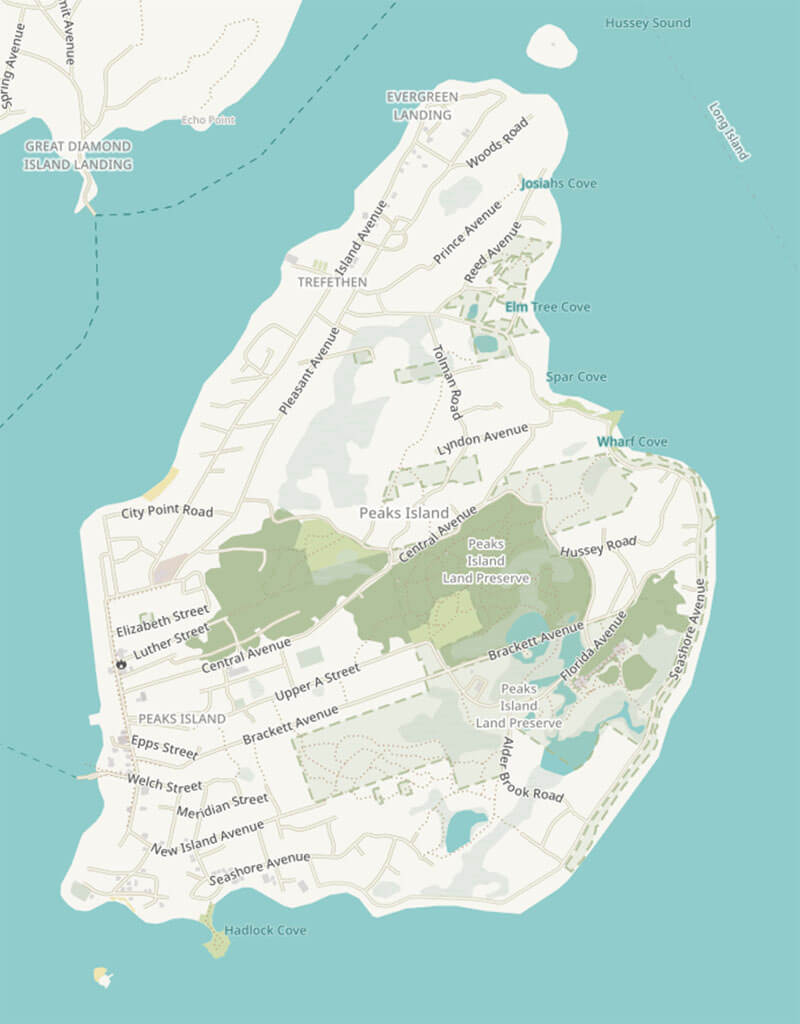 Hussey Sound
mit Avenue
Spring Avenue
EVERGREEN
LANDING
Long Island
Echo Point
Woods Road
GREAT DIAMOND
ISLAND LANDING
Josiahs Cove
Prince Avenue
Island Avenue
Reed Avenue
TREFETHEN
Elm Tree Cove
Pleasant Avenue
Tolman Road
Spar Cove
Lyndon Avenue
Wharf Cove
City Point Road
Peaks Island
Central Avenue
Peaks
Island
Land Preserve
Hussey Road
Elizabeth Street
Luther Street
Central Avenue
Brackett Avenue
Florida Avenue
Seashore Avenue
Upper A Street
Peaks
Island
Land Preserve
PEAKS ISLAND
Brackett Avenue
Epps Street
Alder Brook Road
Welch Street
Meridian Street
New Island Avenue
Seashore Avenue
Hadlock Cove